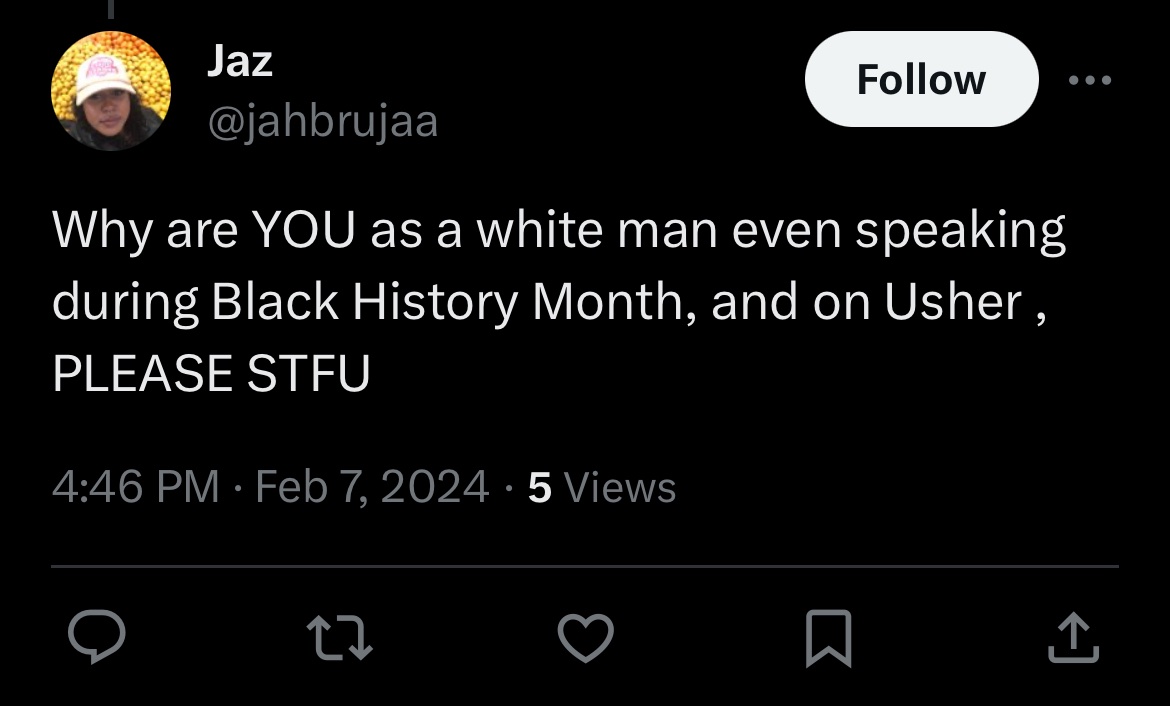 Jaz
Follow
@jahbrujaa
Why are YOU as a white man even speaking
during Black History Month, and on Usher ,
PLEASE STFU
4:46 PM · Feb 7, 2024 · 5 Views